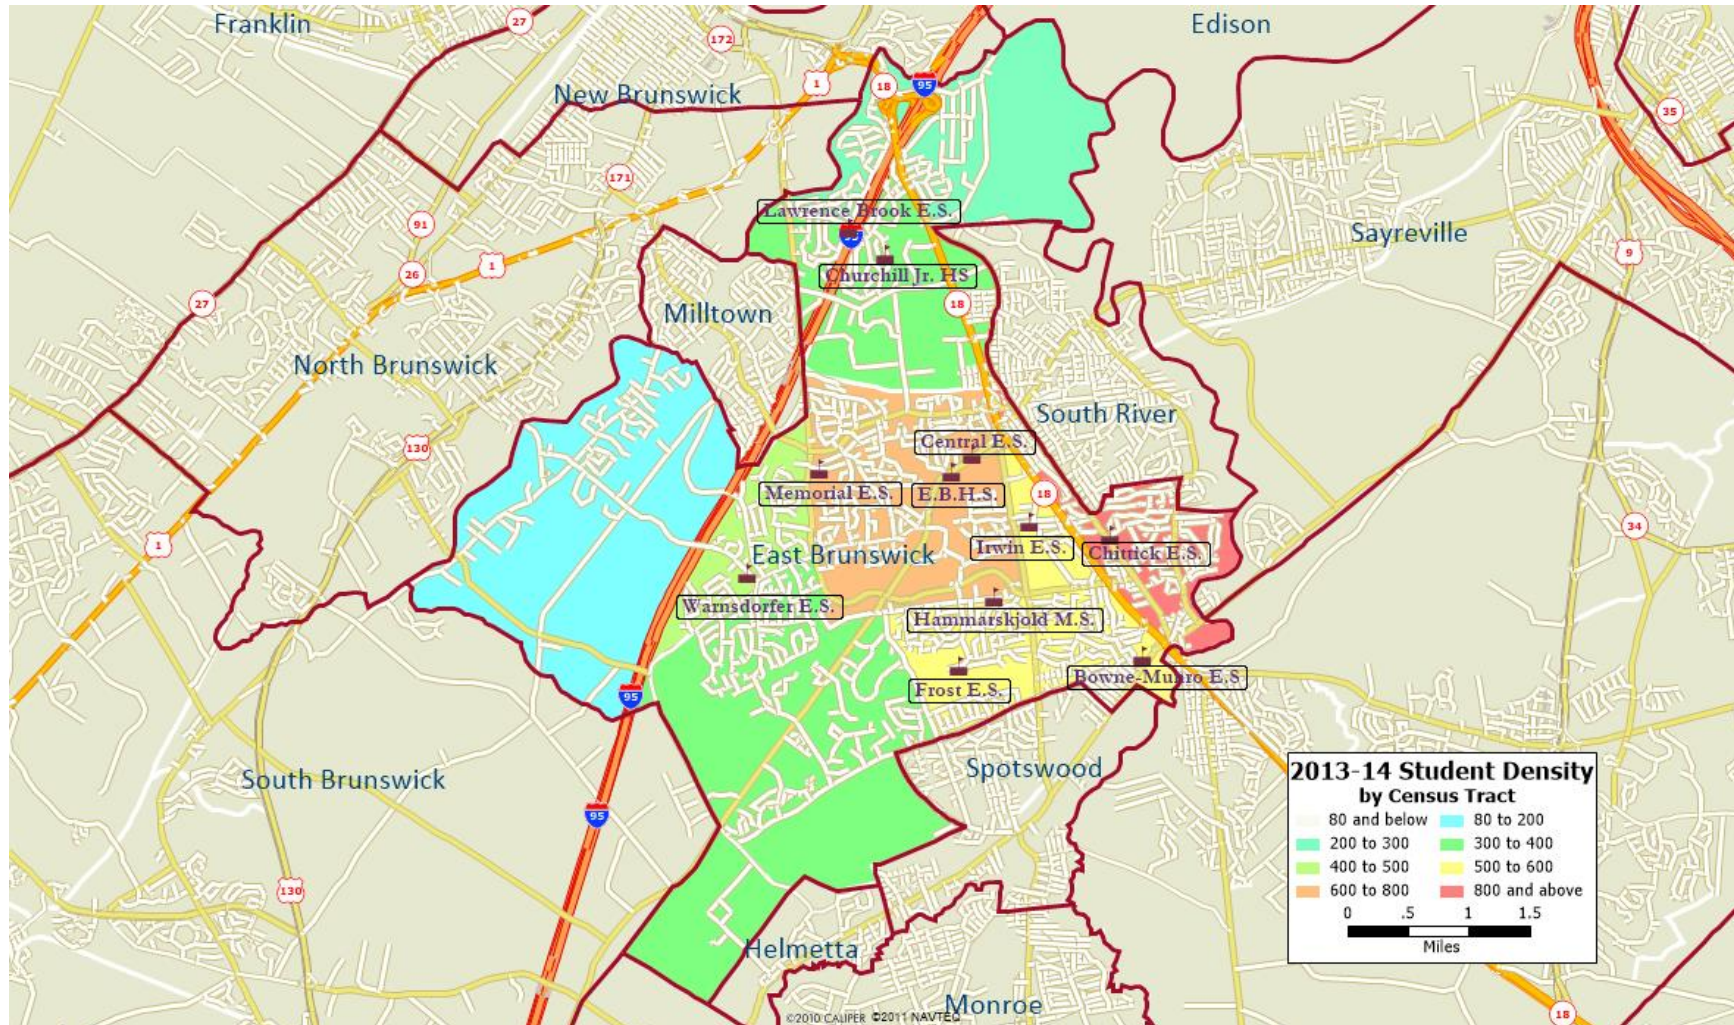 Franklin
27
Edison
172
1
18
95
New Brunswick
35
171
Lawrence Brook E.S.
91
95
Sayreville
9
26
1
Churchill Jr. HS
27
18
Milltown
North Brunswick
South River
130
Central E.S.
Memorial E.S.
E.B.H.S.
18
34
1
Irwin E.S.
Chittick E.S.
East Brunswick
Warnsdorfer E.S.
Hammarskjold M.S.
Frost E.S.
Bowne-Munro E.S
95
South Brunswick
Spotswood
95
130
Helmetta
Monroe
18
2013-14 Student Density
by Census Tract
80 and below
80 to 200
200 to 300
300 to 400
400 to 500
500 to 600
600 to 800
800 and above
0 .5 1 1.5
Miles
©2010 CALIPER ©2011 NAVTEQ